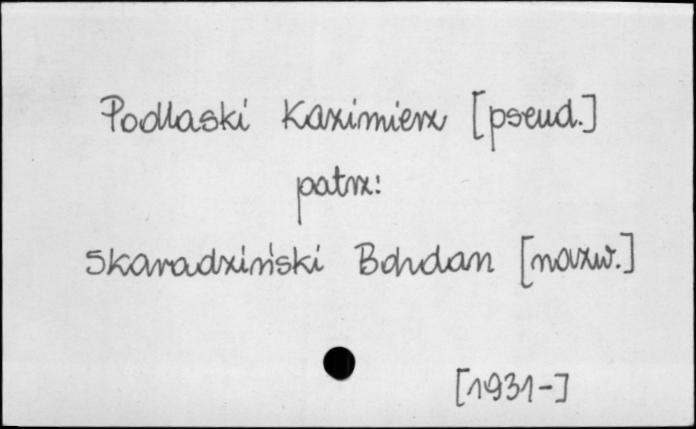 Podlaski Kazimierz [pseud.]
patrz:
Skaradziński Bohdan [nazw.]
[1931-]